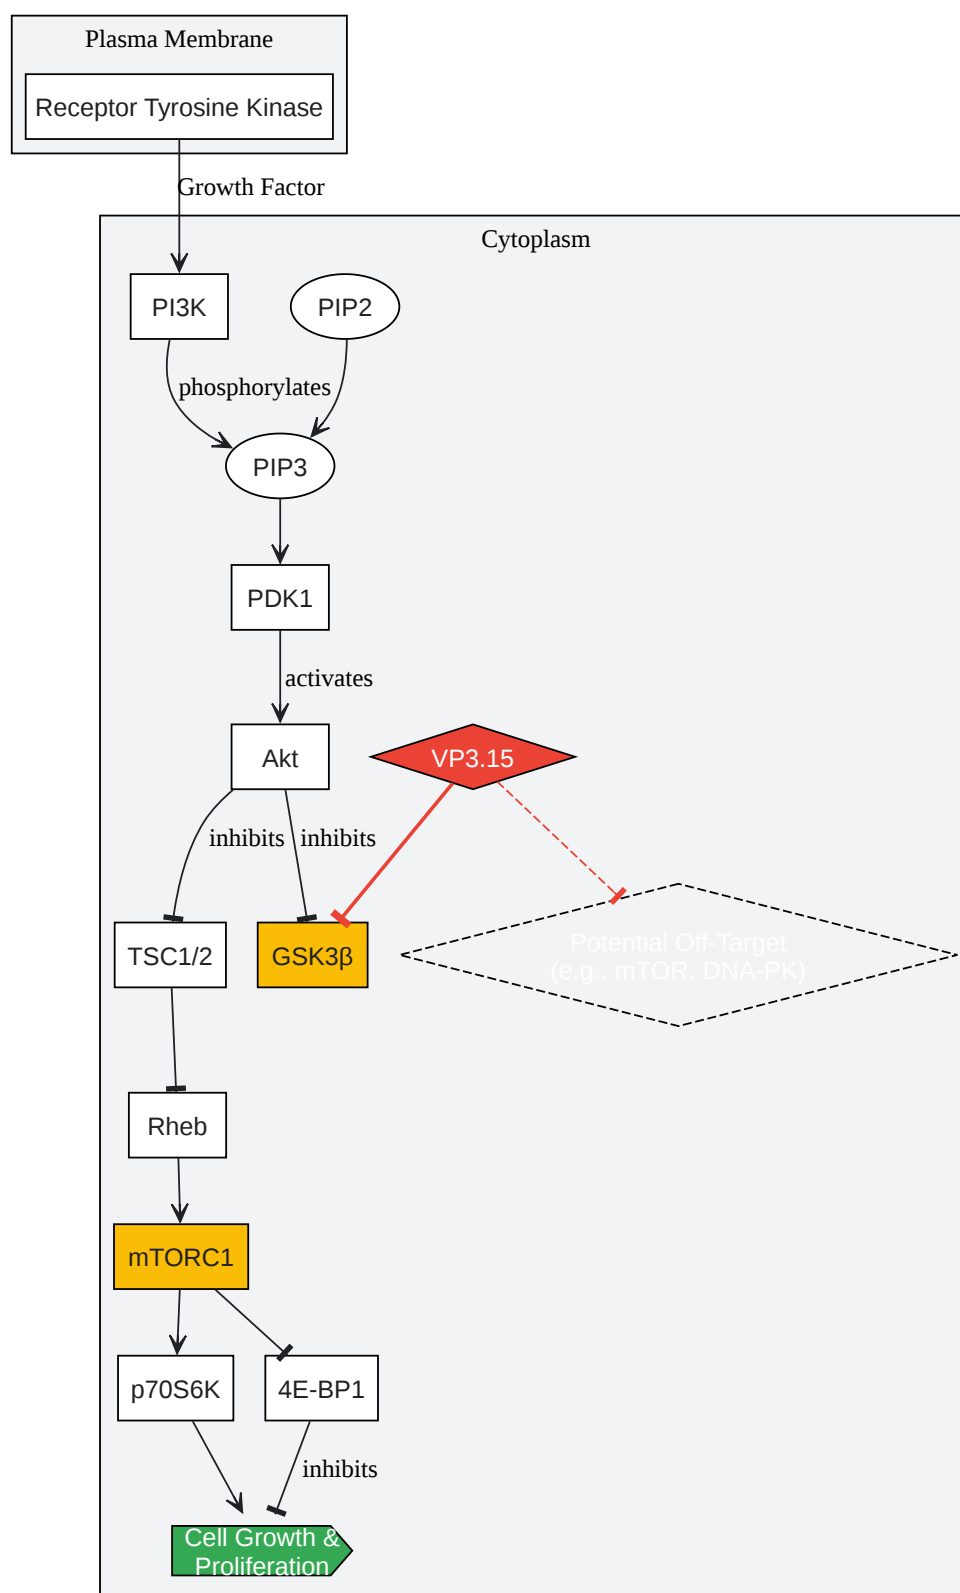 Plasma Membrane
Receptor Tyrosine Kinase
Growth Factor
Cytoplasm
PI3K
PIP2
phosphorylates
PIP3
PDK1
activates
Akt
VP3.15
inhibits
inhibits
TSC1/2
GSK3β
Potential Off-Target
(e.g., mTOR, DNA-PK)
Rheb
mTORC1
p70S6K
4E-BP1
inhibits
Cell Growth &
Proliferation